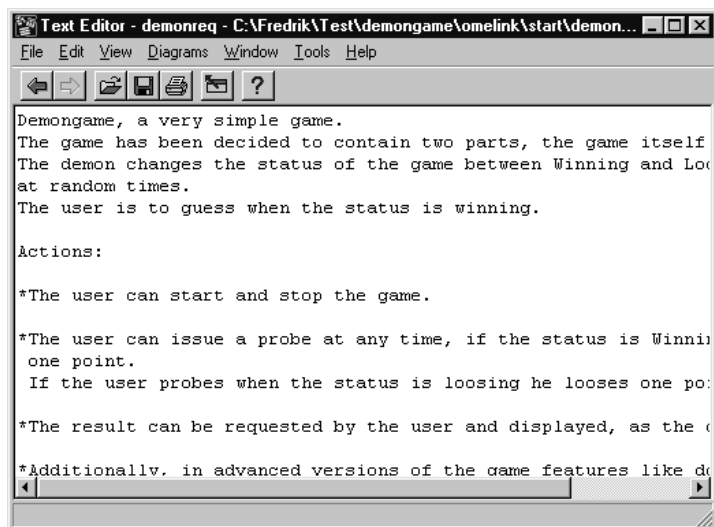 Text Editor - demonreq - C:\Fredrik\Test\demongame\omelink\start\demon...
File Edit View Diagrams Window Tools Help
?
Demongame, a very simple game.
The game has been decided to contain two parts, the game itself
The demon changes the status of the game between Winning and
at random times.
The user is to guess when the status is winning.
Actions:
*The user can start and stop the game.
*The user can issue a probe at any time, if the status is
one point.
If the user probes when the status is loosing he looses one
*The result can be requested by the user and displayed, as the
*Additionally, in advanced versions of the game features like